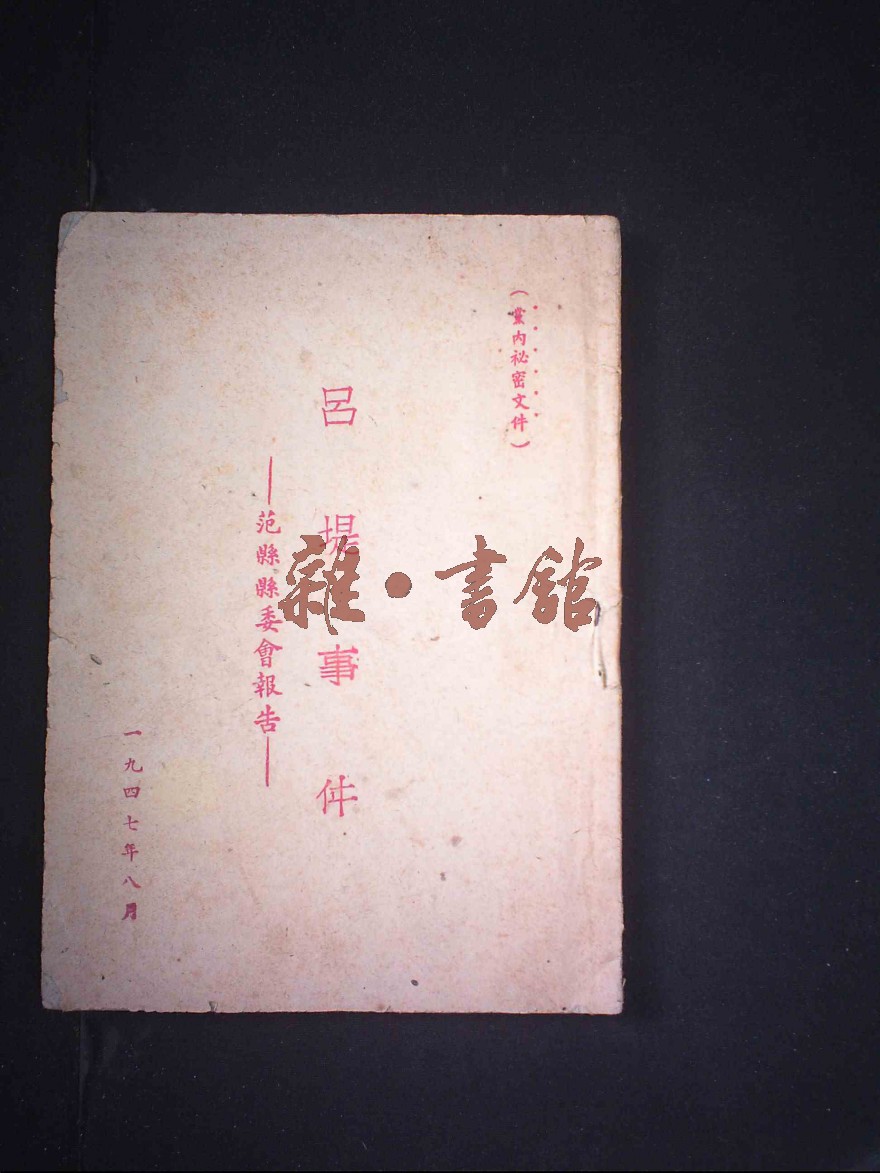 （黨內祕密文件）
呂堤事件
—范縣縣委會報告—
一九四七年八月
雜•書館